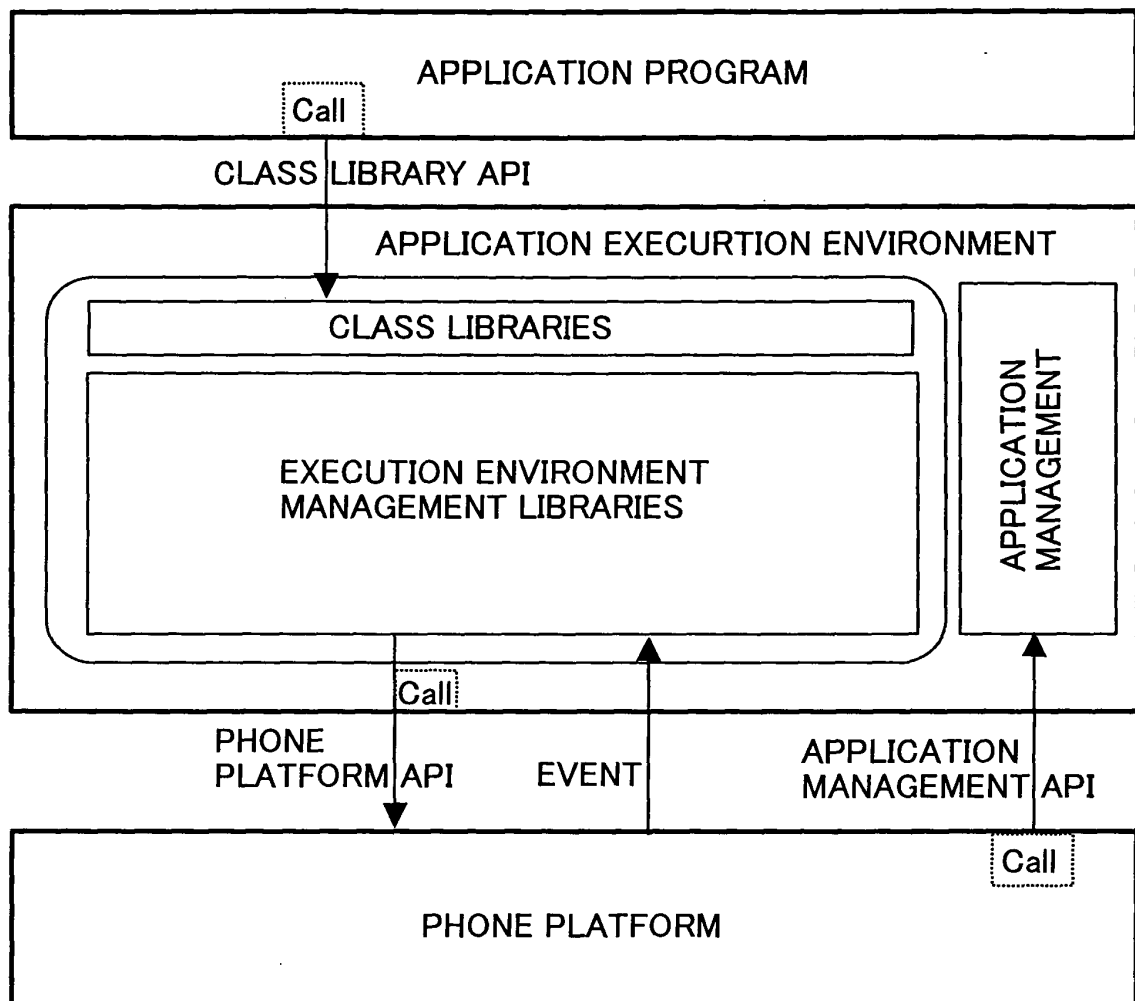 APPLICATION PROGRAM
Call
CLASS LIBRARY API
APPLICATION EXECURTION ENVIRONMENT
CLASS LIBRARIES
EXECUTION ENVIRONMENT
MANAGEMENT LIBRARIES
APPLICATION
MANAGEMENT
Call
PHONE
PLATFORM API
EVENT
APPLICATION
MANAGEMENT API
Call
PHONE PLATFORM